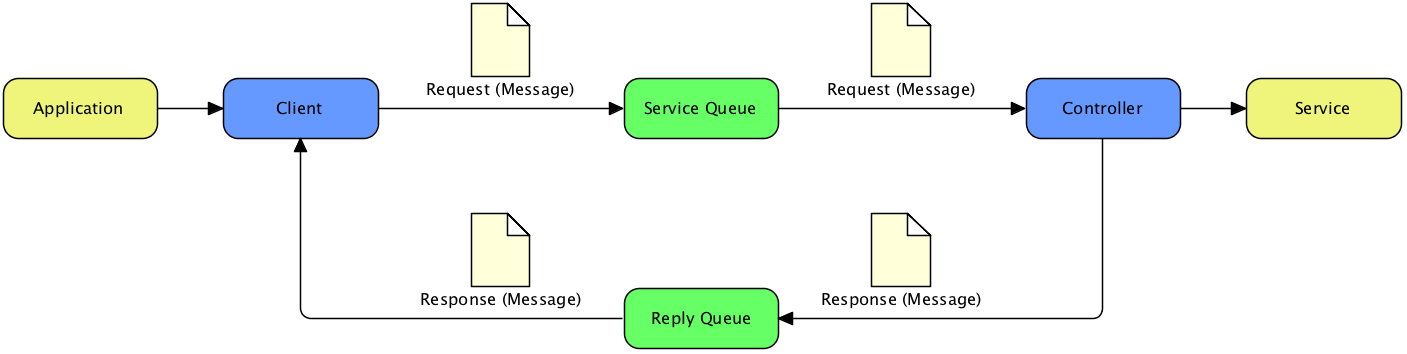 Request (Message)
Request (Message)
Application
Client
Service Queue
Controller
Service
Response (Message)
Response (Message)
Reply Queue